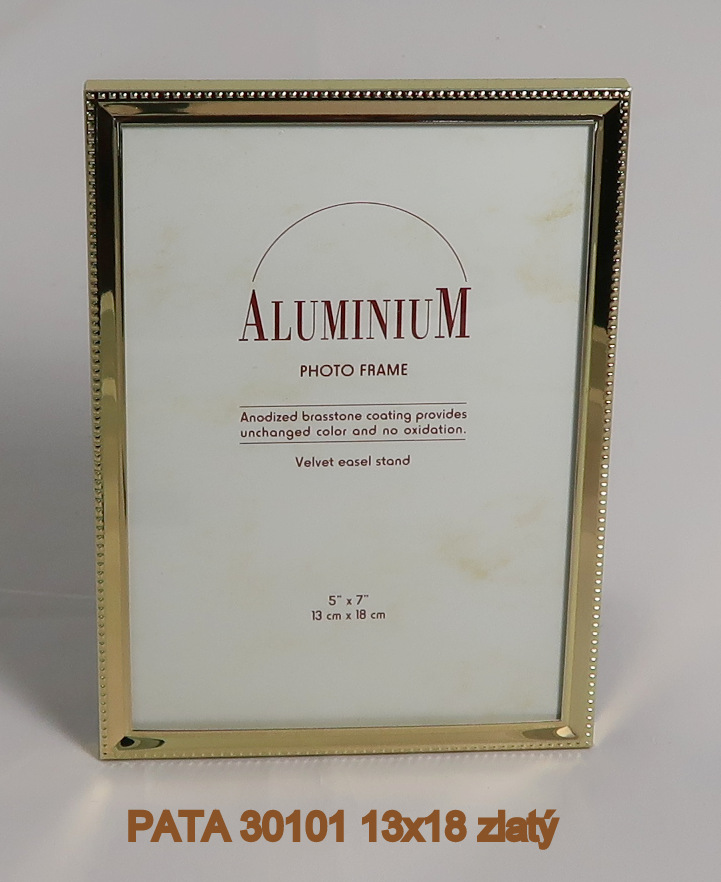 ALUMINIUM
PHOTO FRAME
Anodized brasstone coating provides
unchanged color and no oxidation.
Velvet easel stand
5" x 7"
13 cm x 18 cm
PATA 30101 13x18 zlatý